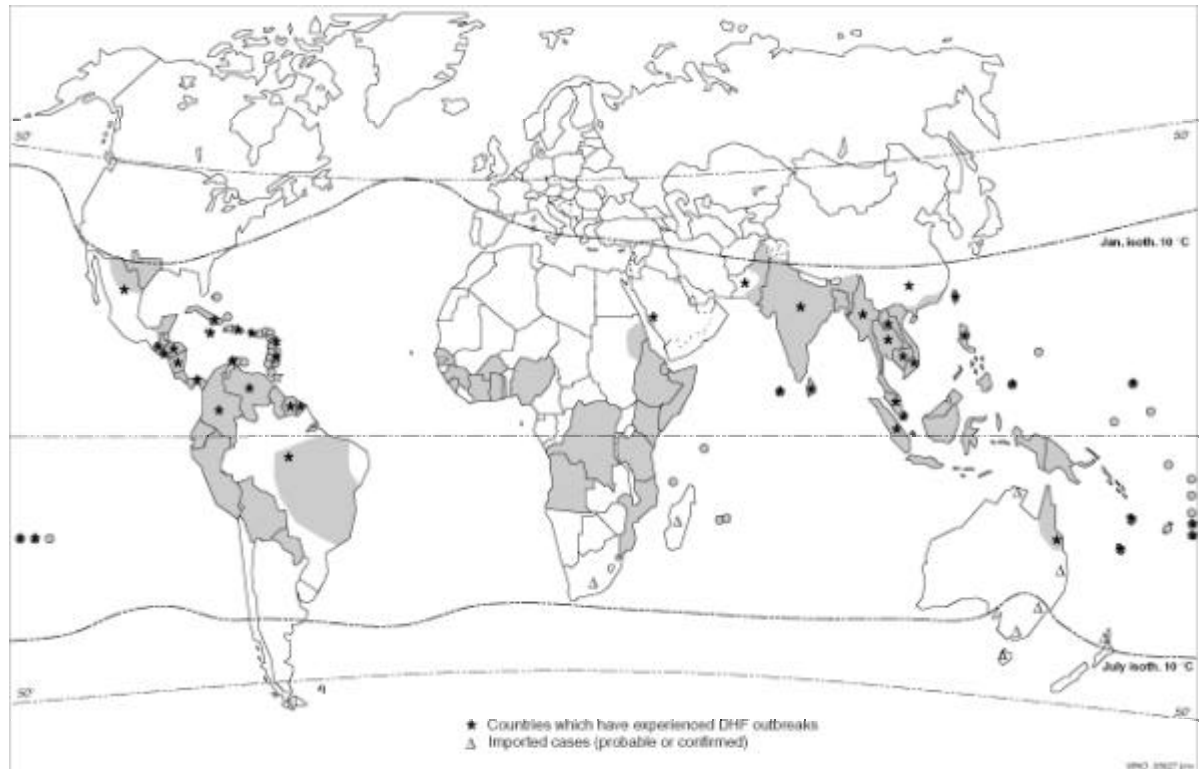 50°
50°
Jan. isoth. 10 °C
July isoth. 10 °C
50°
50°
★ Countries which have experienced DHF outbreaks
Δ Imported cases (probable or confirmed)